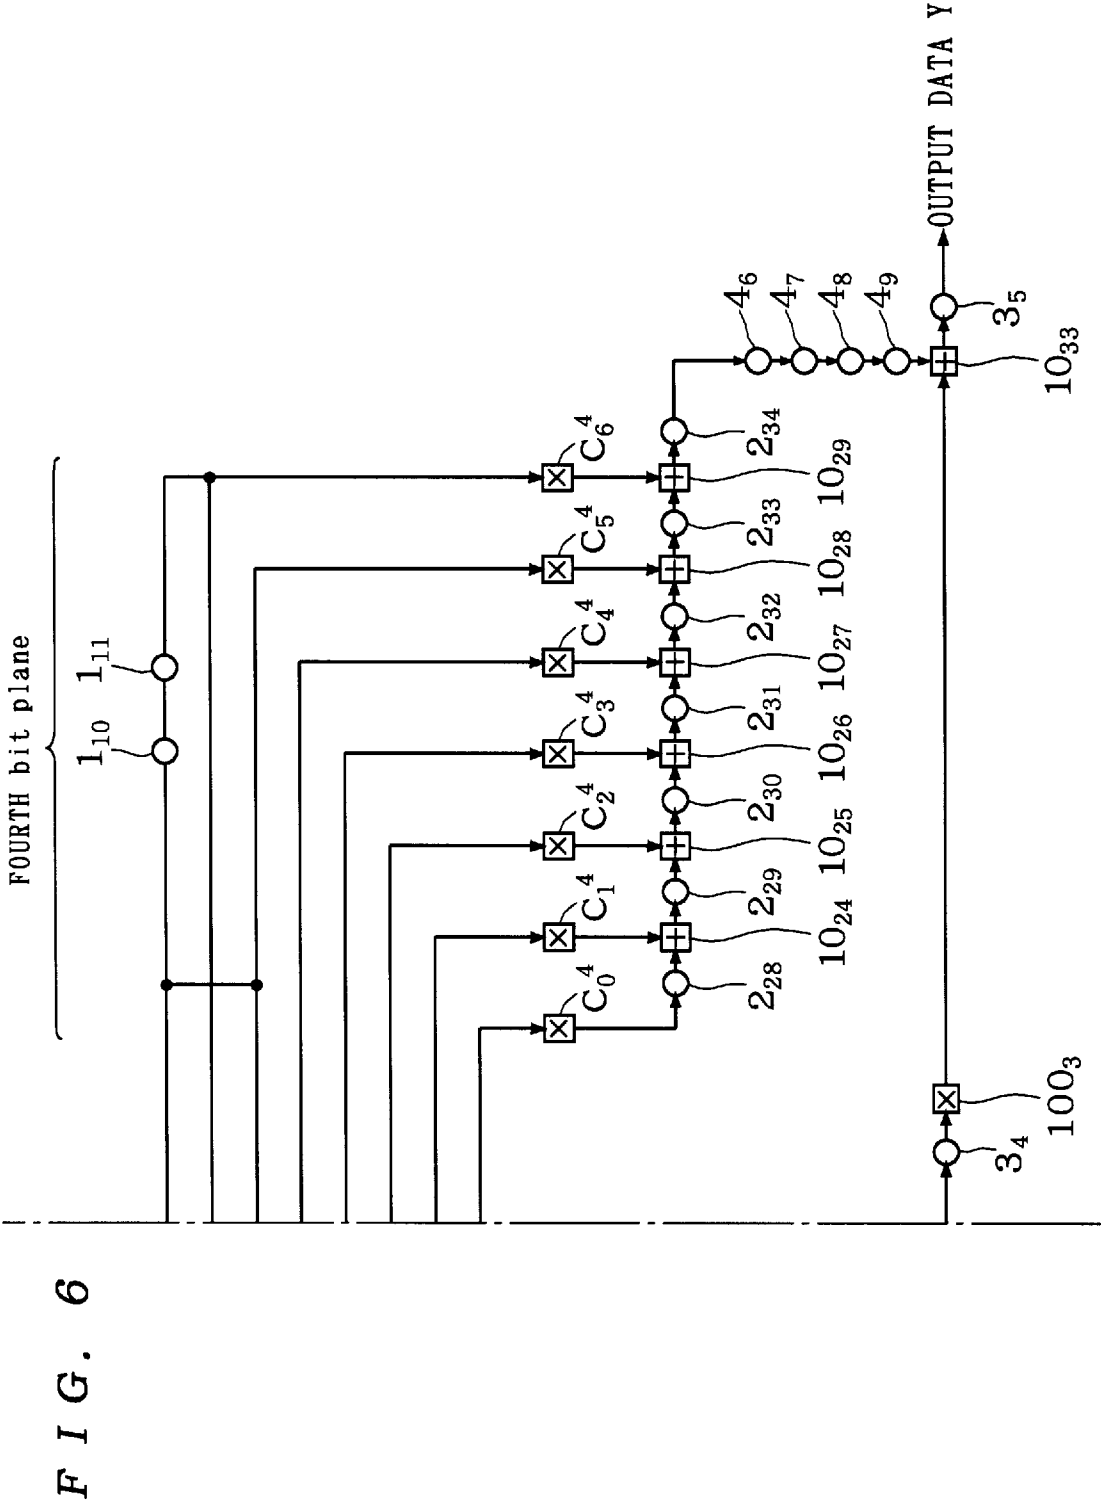 FIG. 6
FOURTH bit plane
1₁₀
1₁₁
C₀⁴
C₁⁴
C₂⁴
C₃⁴
C₄⁴
C₅⁴
C₆⁴
2₂₈
2₂₉
2₃₀
2₃₁
2₃₂
2₃₃
2₃₄
10₂₄
10₂₅
10₂₆
10₂₇
10₂₈
10₂₉
4₆
4₇
4₈
4₉
3₄
100₃
10₃₃
3₅
OUTPUT DATA Y